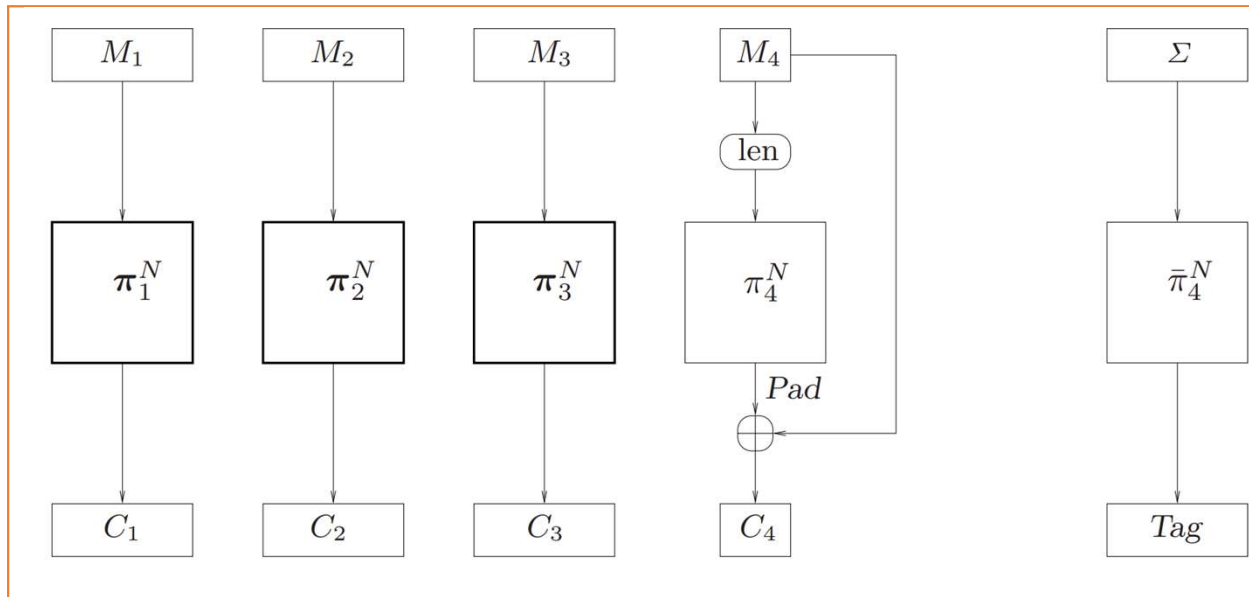 M₁ M₂ M₃ M₄ Σ
len
π₁ᴺ π₂ᴺ π₃ᴺ π₄ᴺ π̄₄ᴺ
Pad
C₁ C₂ C₃ C₄ Tag